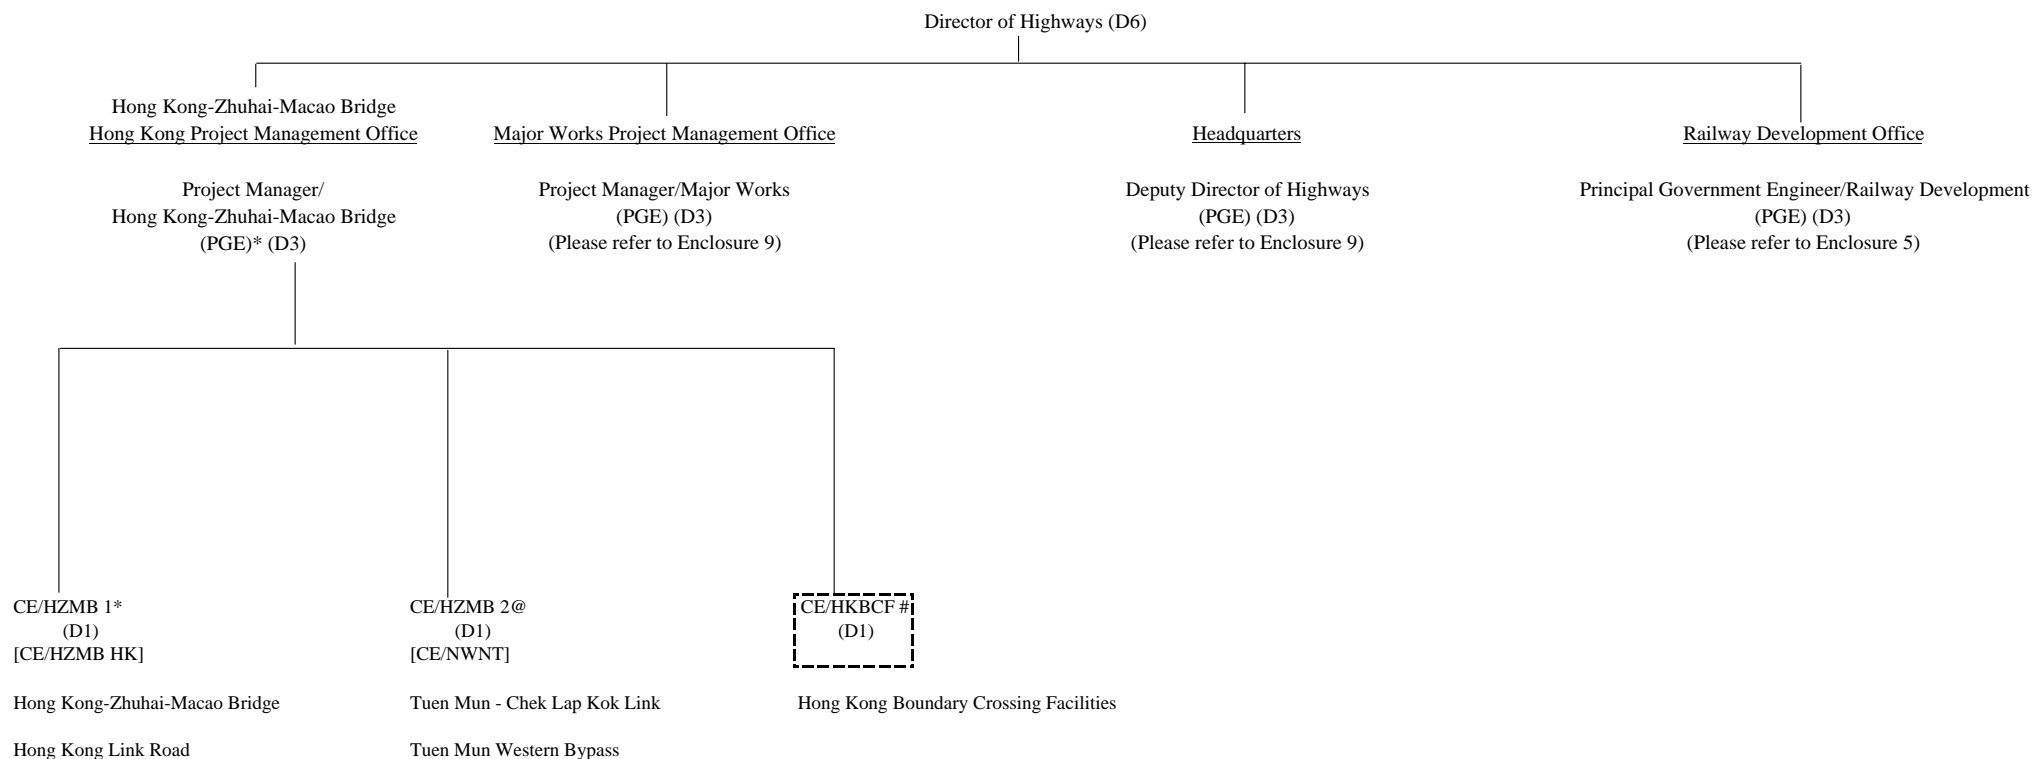 Director of Highways (D6)
Hong Kong-Zhuhai-Macao Bridge
Hong Kong Project Management Office
Project Manager/
Hong Kong-Zhuhai-Macao Bridge
(PGE)* (D3)
Major Works Project Management Office
Project Manager/Major Works
(PGE) (D3)
(Please refer to Enclosure 9)
Headquarters
Deputy Director of Highways
(PGE) (D3)
(Please refer to Enclosure 9)
Railway Development Office
Principal Government Engineer/Railway Development
(PGE) (D3)
(Please refer to Enclosure 5)
CE/HZMB 1*
(D1)
[CE/HZMB HK]
Hong Kong-Zhuhai-Macao Bridge
Hong Kong Link Road
CE/HZMB 2@
(D1)
[CE/NWNT]
Tuen Mun - Chek Lap Kok Link
Tuen Mun Western Bypass
CE/HKBCF #
(D1)
Hong Kong Boundary Crossing Facilities